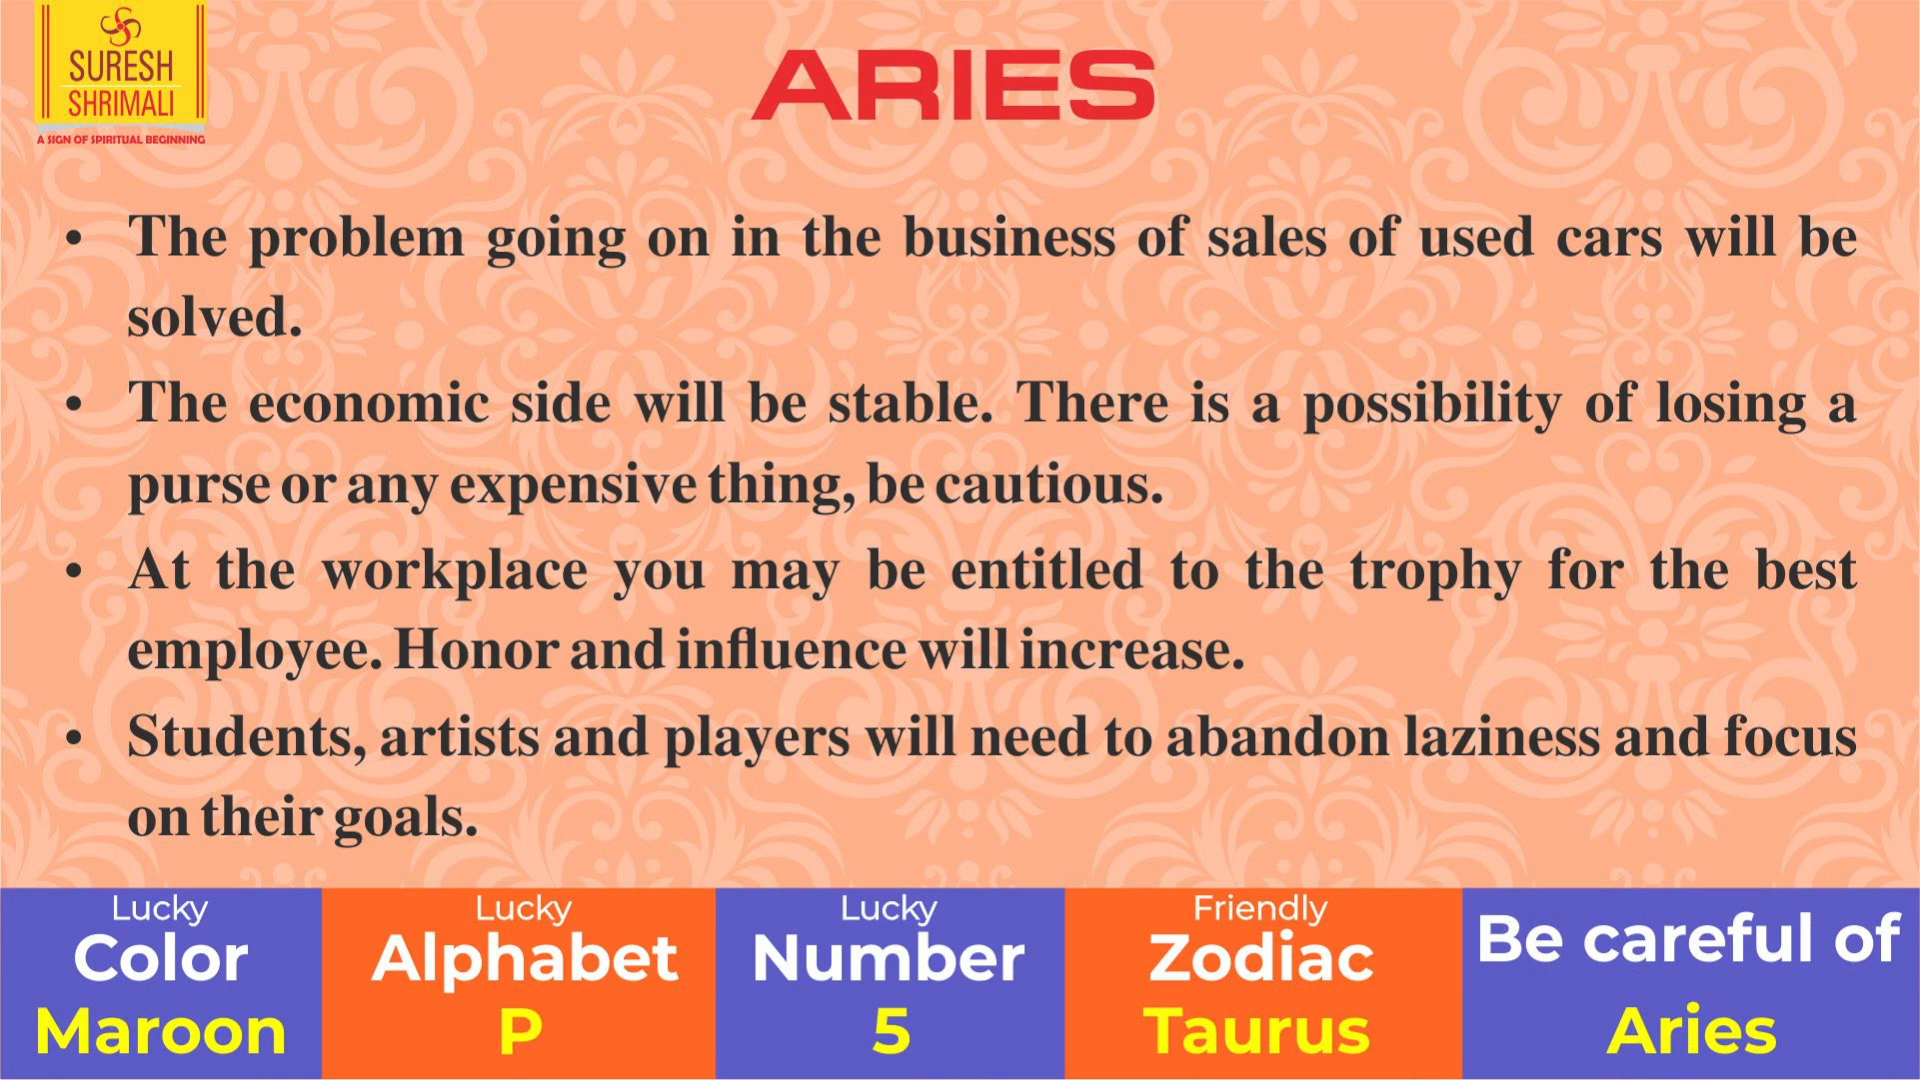 SURESH
SHRIMALI
A SIGN OF SPIRITUAL BEGINNING
ARIES
• The problem going on in the business of sales of used cars will be
solved.
• The economic side will be stable. There is a possibility of losing a
purse or any expensive thing, be cautious.
• At the workplace you may be entitled to the trophy for the best
employee. Honor and influence will increase.
• Students, artists and players will need to abandon laziness and focus
on their goals.
Lucky
Color
Maroon
Lucky
Alphabet
P
Lucky
Number
5
Friendly
Zodiac
Taurus
Be careful of
Aries